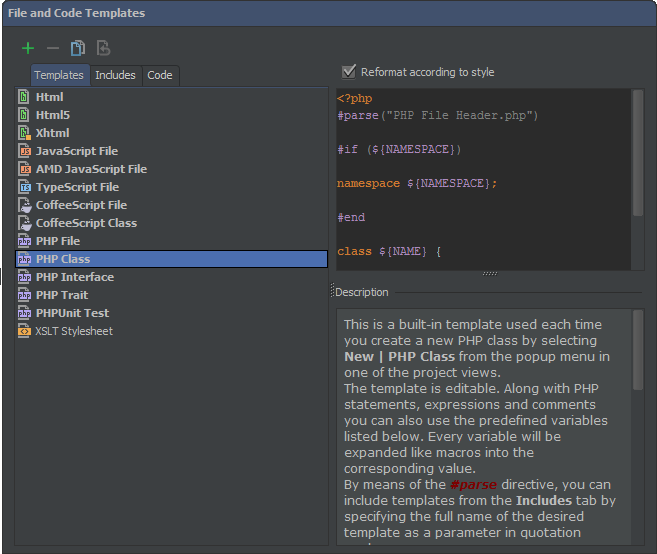 File and Code Templates
Templates Includes Code
Html
Html5
Xhtml
JavaScript File
AMD JavaScript File
TypeScript File
CoffeeScript File
CoffeeScript Class
PHP File
PHP Class
PHP Interface
PHP Trait
PHPUnit Test
XSLT Stylesheet
Reformat according to style
<?php
#parse("PHP File Header.php")
#if (${NAMESPACE})
namespace ${NAMESPACE};
#end
class ${NAME} {
Description
This is a built-in template used each time
you create a new PHP class by selecting
New | PHP Class from the popup menu in
one of the project views.
The template is editable. Along with PHP
statements, expressions and comments
you can also use the predefined variables
listed below. Every variable will be
expanded like macros into the
corresponding value.
By means of the #parse directive, you can
include templates from the Includes tab by
specifying the full name of the desired
template as a parameter in quotation